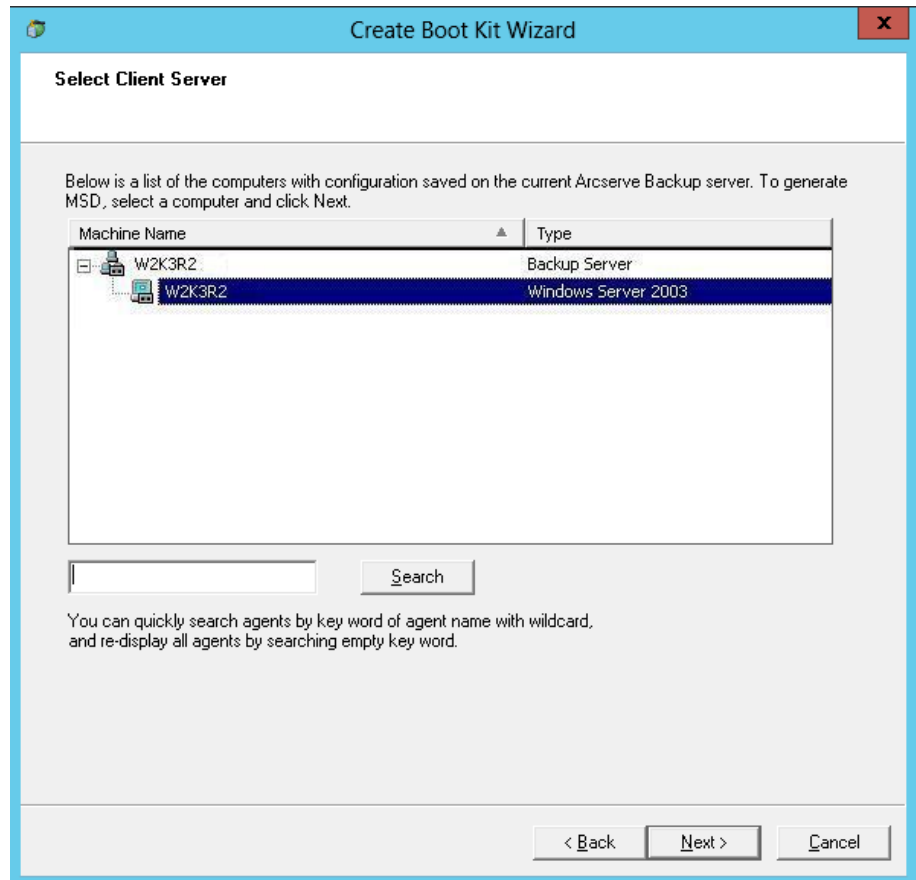 Create Boot Kit Wizard
x
Select Client Server
Below is a list of the computers with configuration saved on the current Arcserve Backup server. To generate
MSD, select a computer and click Next.
Machine Name Type
W2K3R2 Backup Server
W2K3R2 Windows Server 2003
Search
You can quickly search agents by key word of agent name with wildcard,
and re-display all agents by searching empty key word.
< Back Next > Cancel